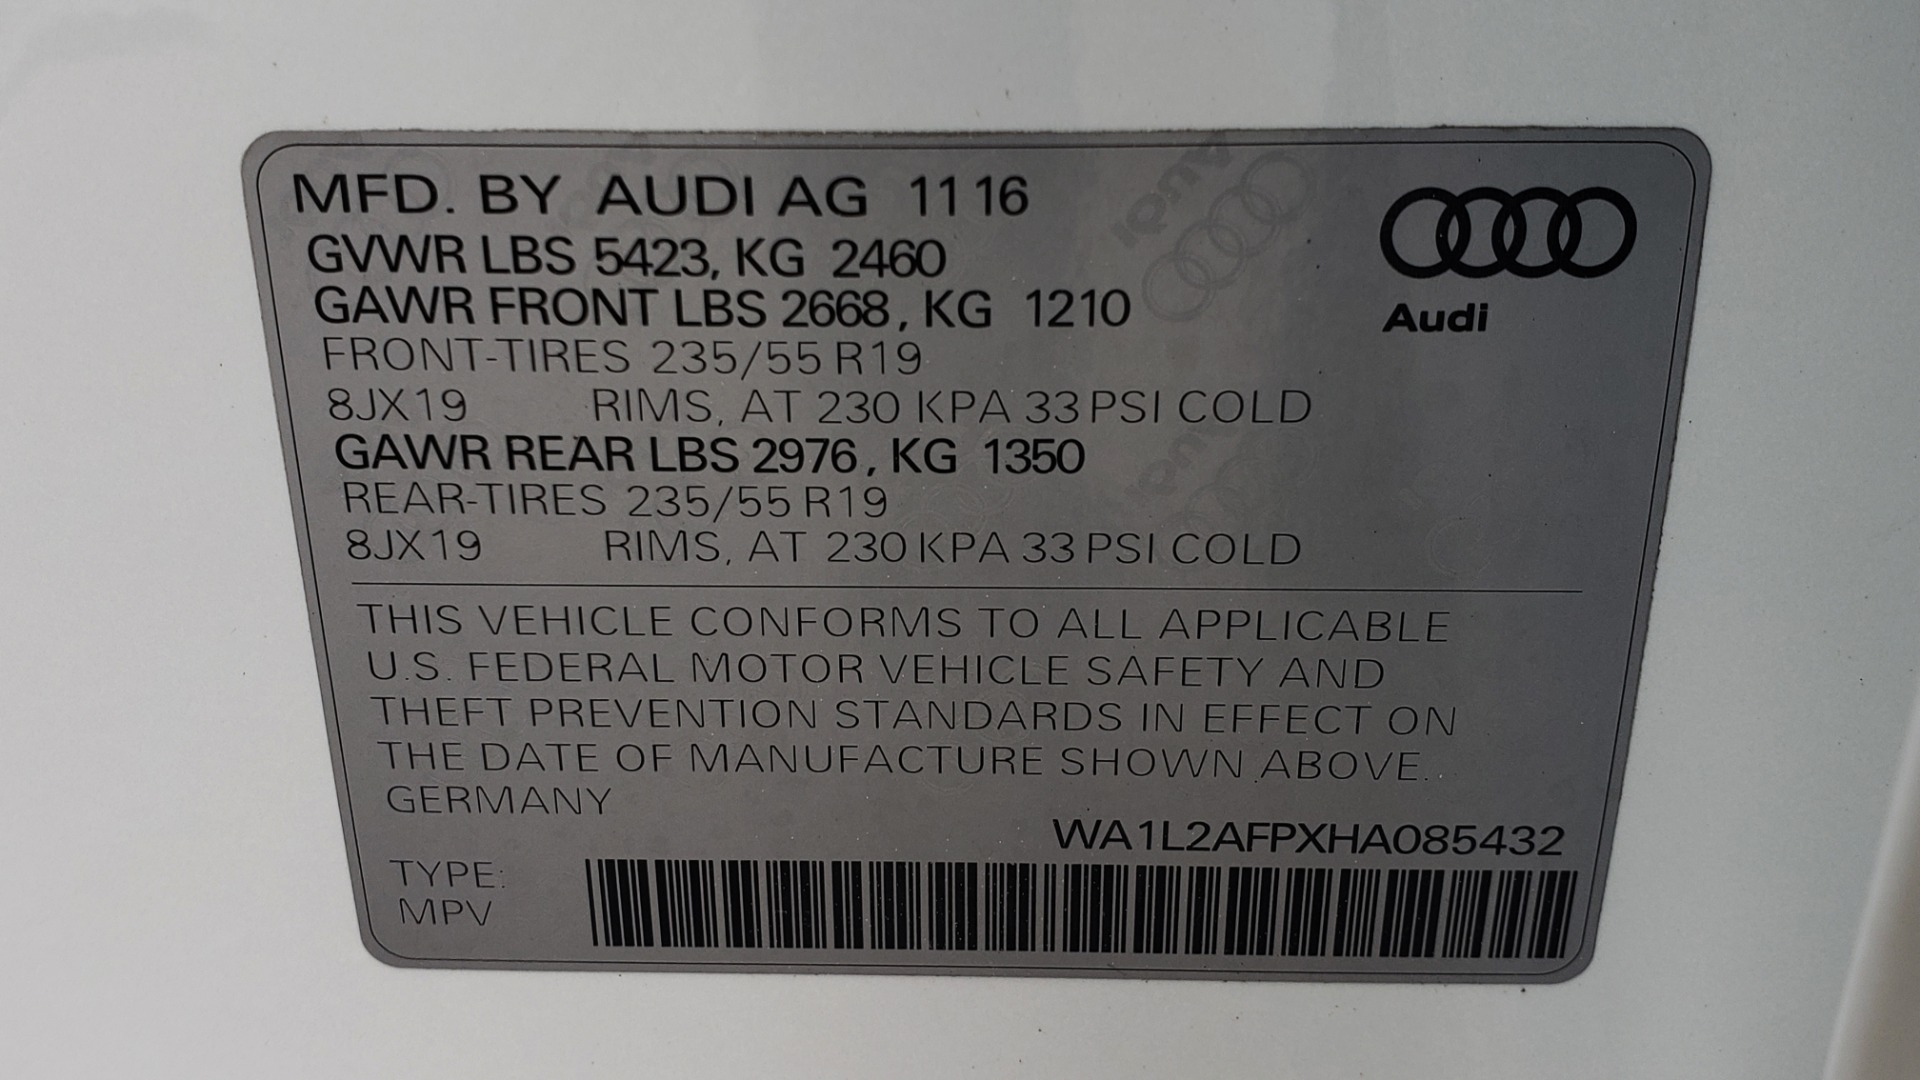 MFD. BY AUDI AG 11 16
GVWR LBS 5423, KG 2460
GAWR FRONT LBS 2668, KG 1210
FRONT-TIRES 235/55 R19
8JX19 RIMS, AT 230 KPA 33 PSI COLD
GAWR REAR LBS 2976, KG 1350
REAR-TIRES 235/55 R19
8JX19 RIMS, AT 230 KPA 33 PSI COLD
Audi
THIS VEHICLE CONFORMS TO ALL APPLICABLE
U.S. FEDERAL MOTOR VEHICLE SAFETY AND
THEFT PREVENTION STANDARDS IN EFFECT ON
THE DATE OF MANUFACTURE SHOWN ABOVE.
GERMANY
WA1L2AFPXHA085432
TYPE:
MPV